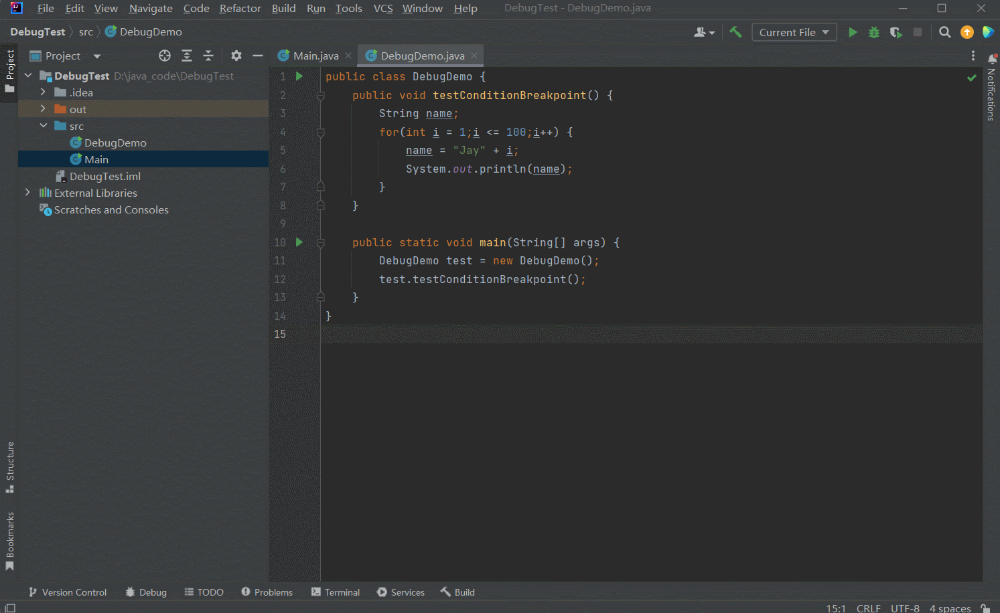 File Edit View Navigate Code Refactor Build Run Tools VCS Window Help DebugTest - DebugDemo.java
DebugTest src DebugDemo
Current File
Project
Project
Main.java
DebugDemo.java
DebugTest D:\java_code\DebugTest
.idea
out
src
DebugDemo
Main
DebugTest.iml
External Libraries
Scratches and Consoles
1 public class DebugDemo {
2 public void testConditionBreakpoint() {
3 String name;
4 for(int i = 1;i <= 100;i++) {
5 name = "Jay" + i;
6 System.out.println(name);
7 }
8 }
9
10 public static void main(String[] args) {
11 DebugDemo test = new DebugDemo();
12 test.testConditionBreakpoint();
13 }
14 }
15
Notifications
Structure
Bookmarks
Version Control Debug TODO Problems Terminal Services Build
15:1 CRLF UTF-8 4 spaces